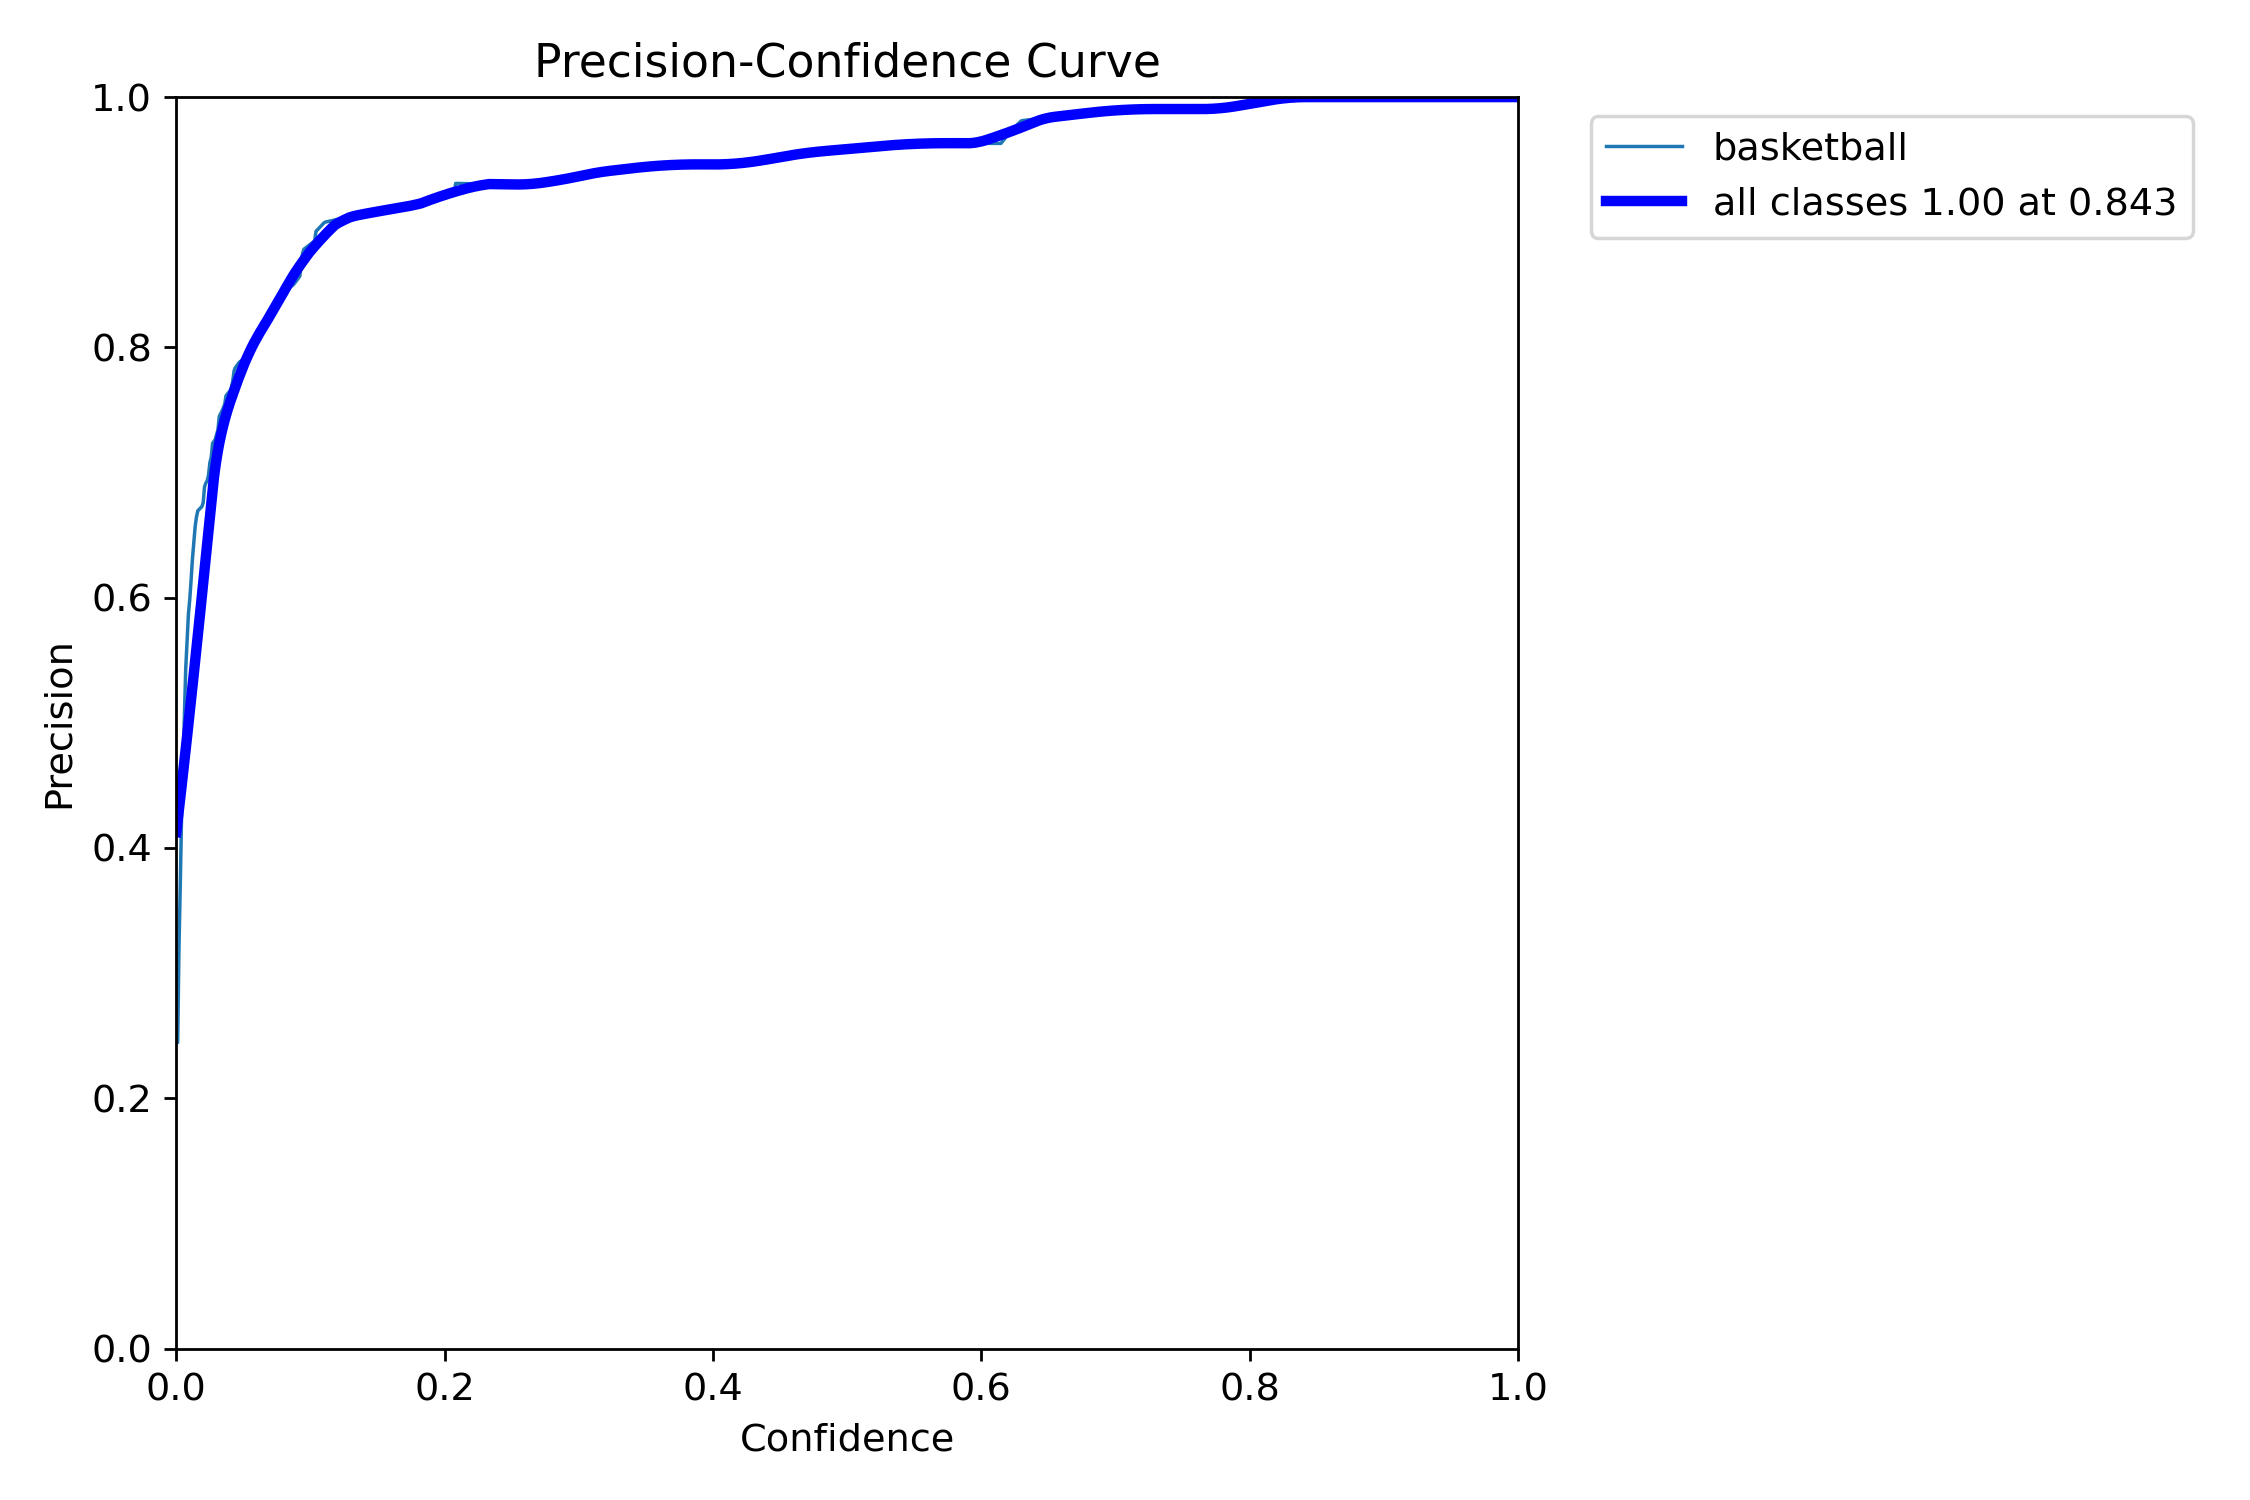 Precision-Confidence Curve
1.0
0.8
0.6
0.4
0.2
0.0
Precision
0.0 0.2 0.4 0.6 0.8 1.0
Confidence
basketball
all classes 1.00 at 0.843